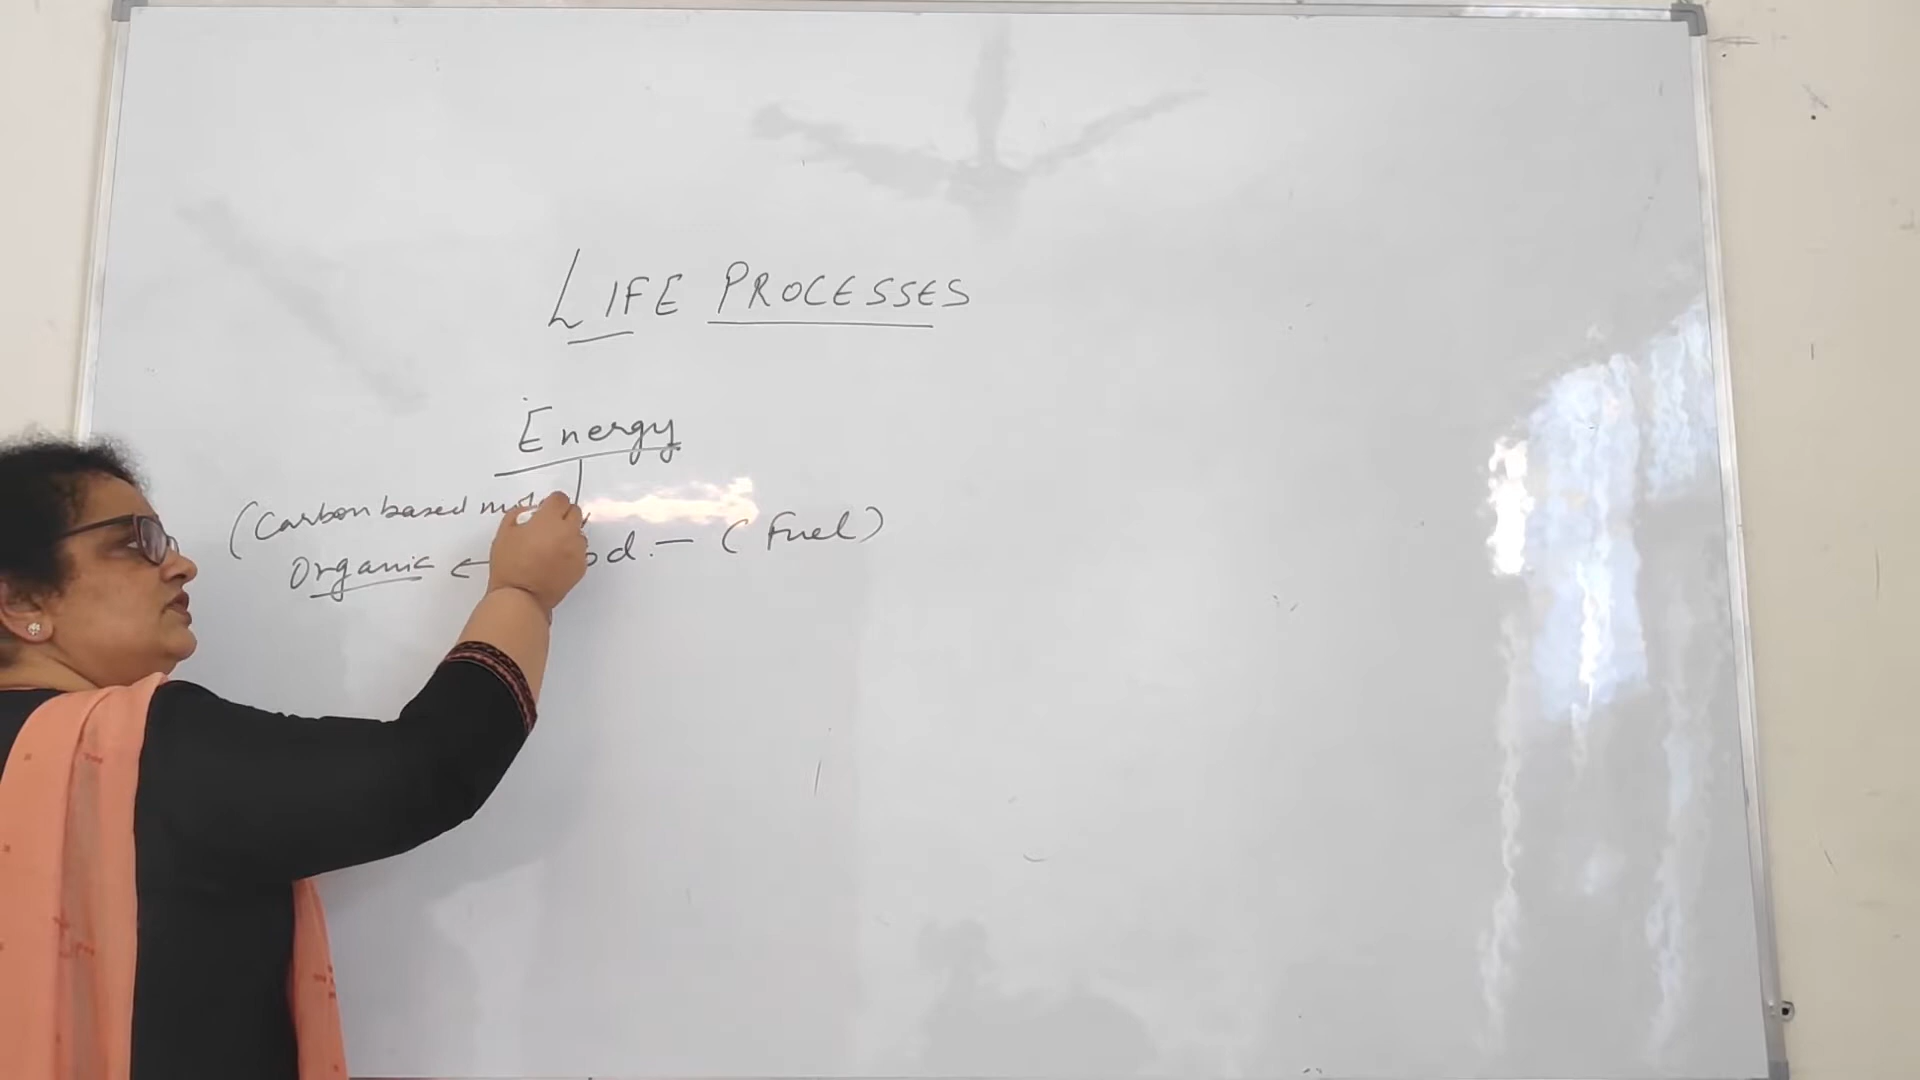 LIFE PROCESSES
Energy
(Carbon based
Organic ← — (Fuel)